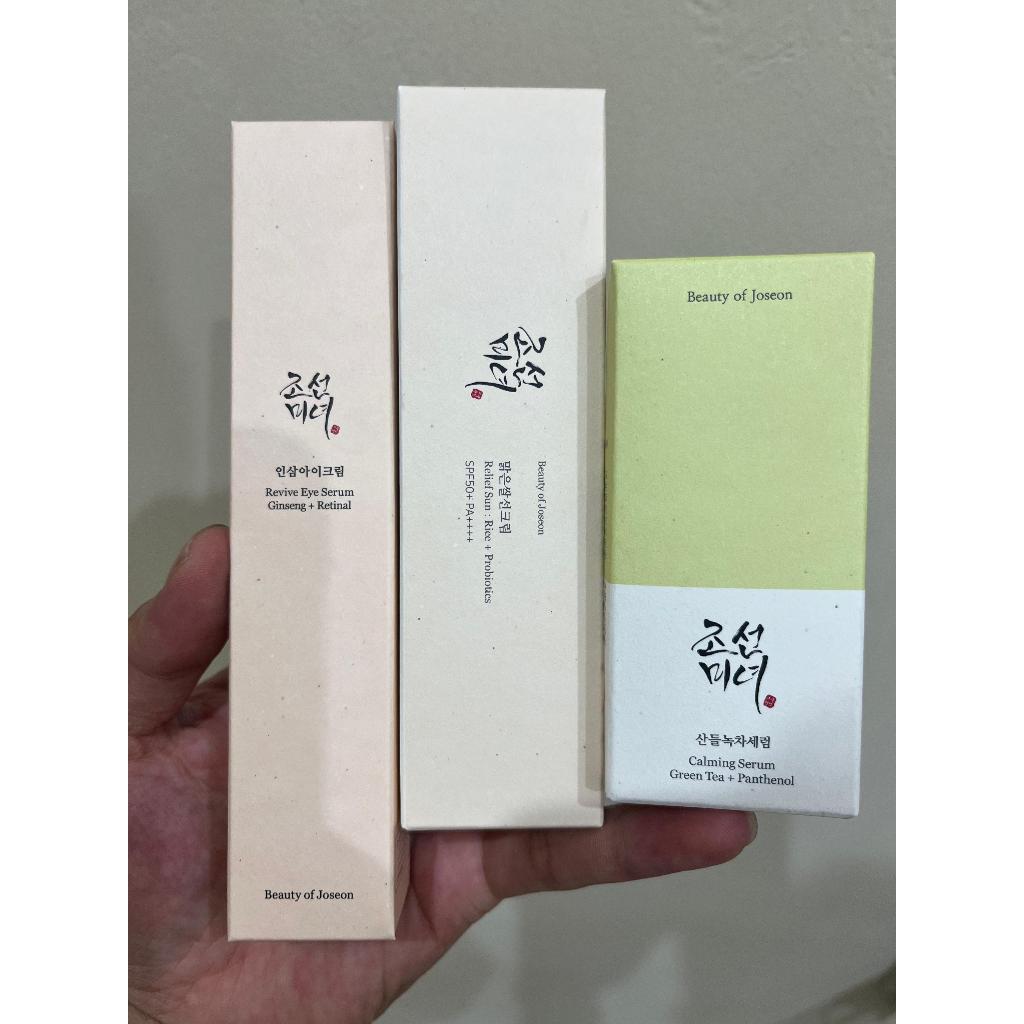 조선
미녀
인삼아이크림
Revive Eye Serum
Ginseng + Retinal
Beauty of Joseon
조선
미녀
Beauty of Joseon
맑은쌀선크림
Relief Sun : Rice + Probiotics
SPF50+ PA++++
Beauty of Joseon
조선
미녀
산들녹차세럼
Calming Serum
Green Tea + Panthenol